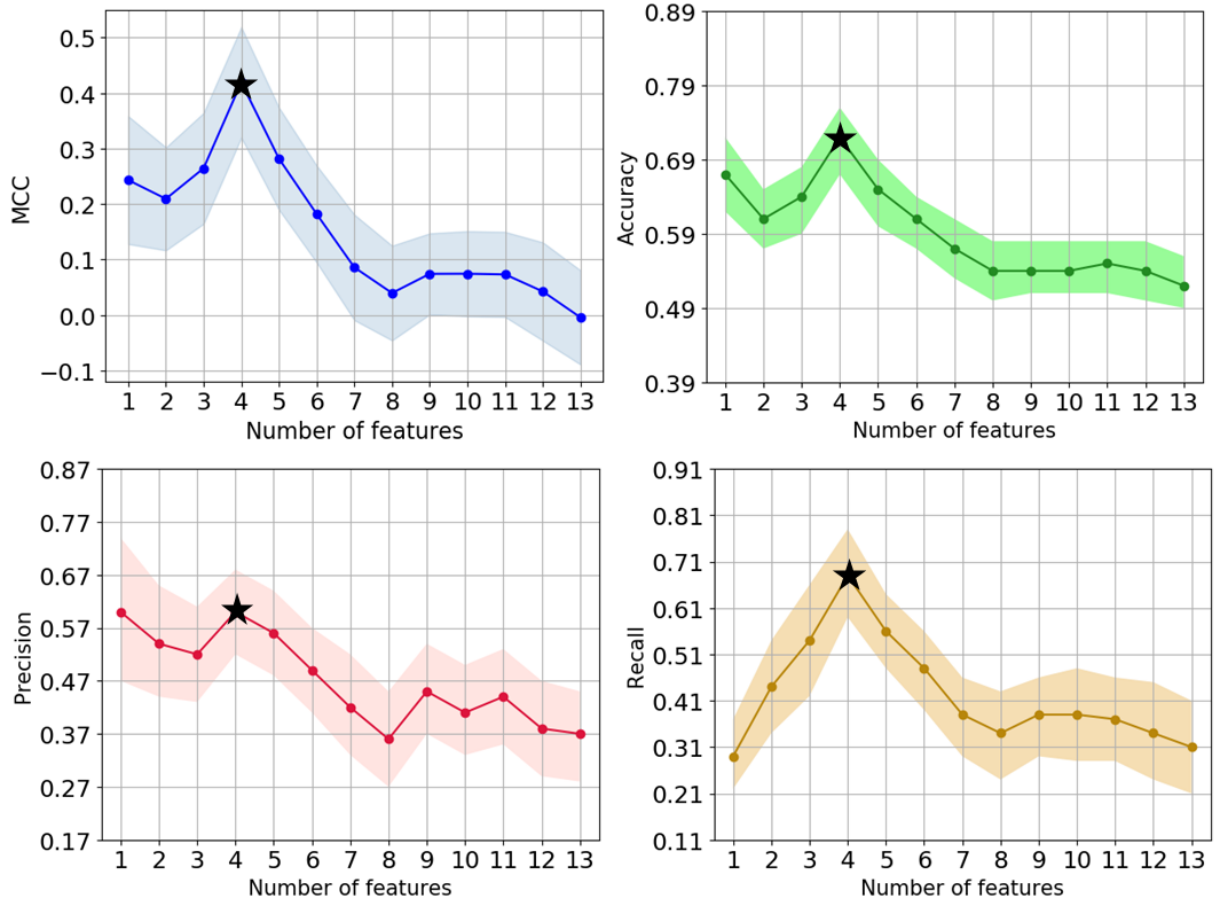 MCC
0.5
0.4
0.3
0.2
0.1
0.0
−0.1
1 2 3 4 5 6 7 8 9 10 11 12 13
Number of features
Accuracy
0.89
0.79
0.69
0.59
0.49
0.39
1 2 3 4 5 6 7 8 9 10 11 12 13
Number of features
Precision
0.87
0.77
0.67
0.57
0.47
0.37
0.27
0.17
1 2 3 4 5 6 7 8 9 10 11 12 13
Number of features
Recall
0.91
0.81
0.71
0.61
0.51
0.41
0.31
0.21
0.11
1 2 3 4 5 6 7 8 9 10 11 12 13
Number of features